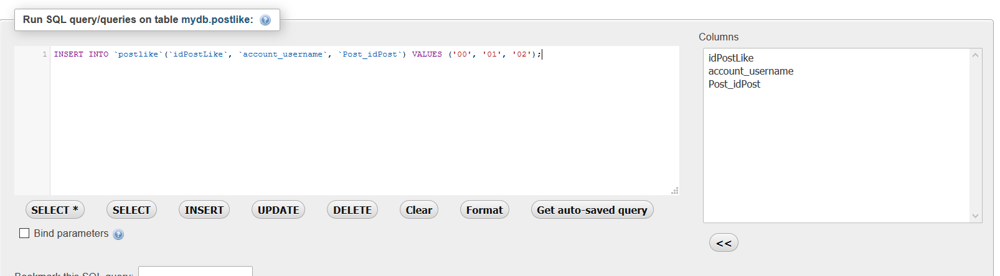 Run SQL query/queries on table mydb.postlike:
Columns
1 INSERT INTO `postlike`(`idPostLike`, `account_username`, `Post_idPost`) VALUES ('00', '01', '02');
idPostLike
account_username
Post_idPost
SELECT * SELECT INSERT UPDATE DELETE Clear Format Get auto-saved query
Bind parameters
<<
Bookmark this SQL query: